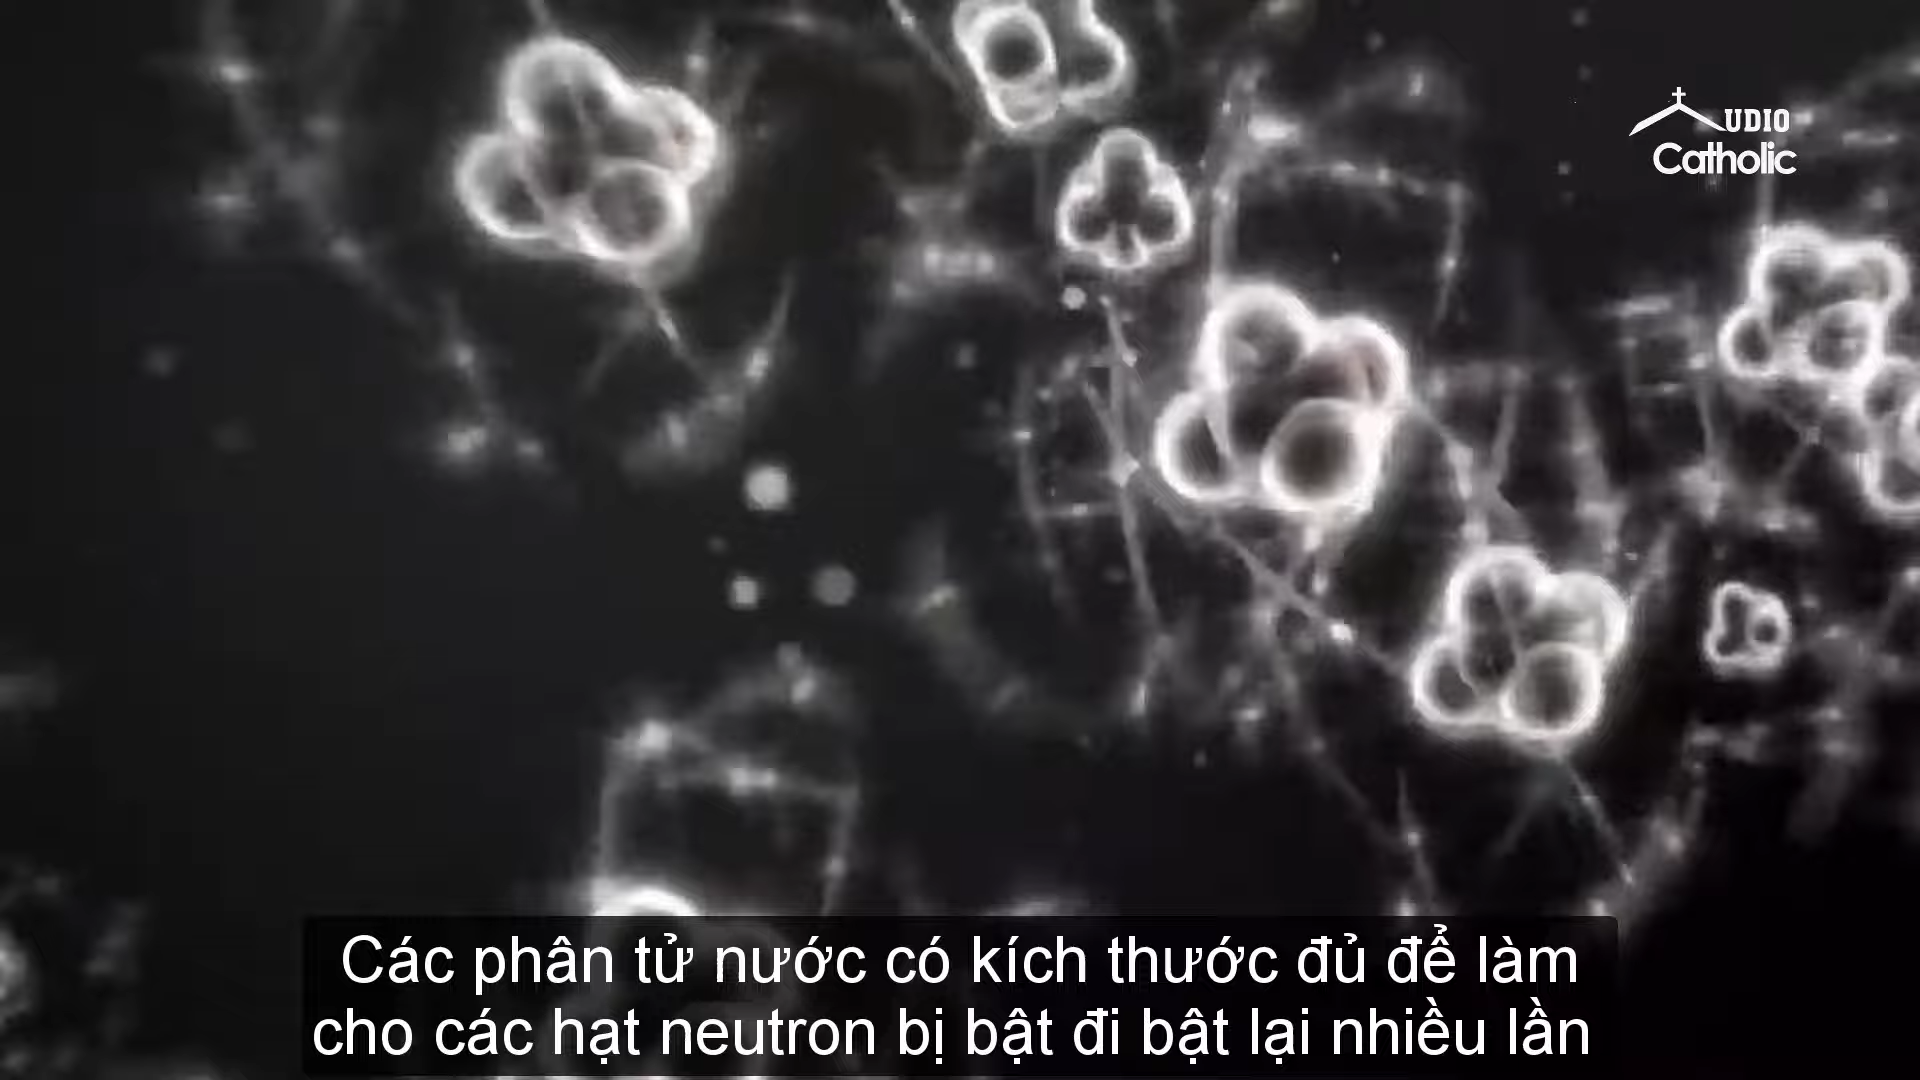 UDIO
Catholic
Các phân tử nước có kích thước đủ để làm
cho các hạt neutron bị bật đi bật lại nhiều lần